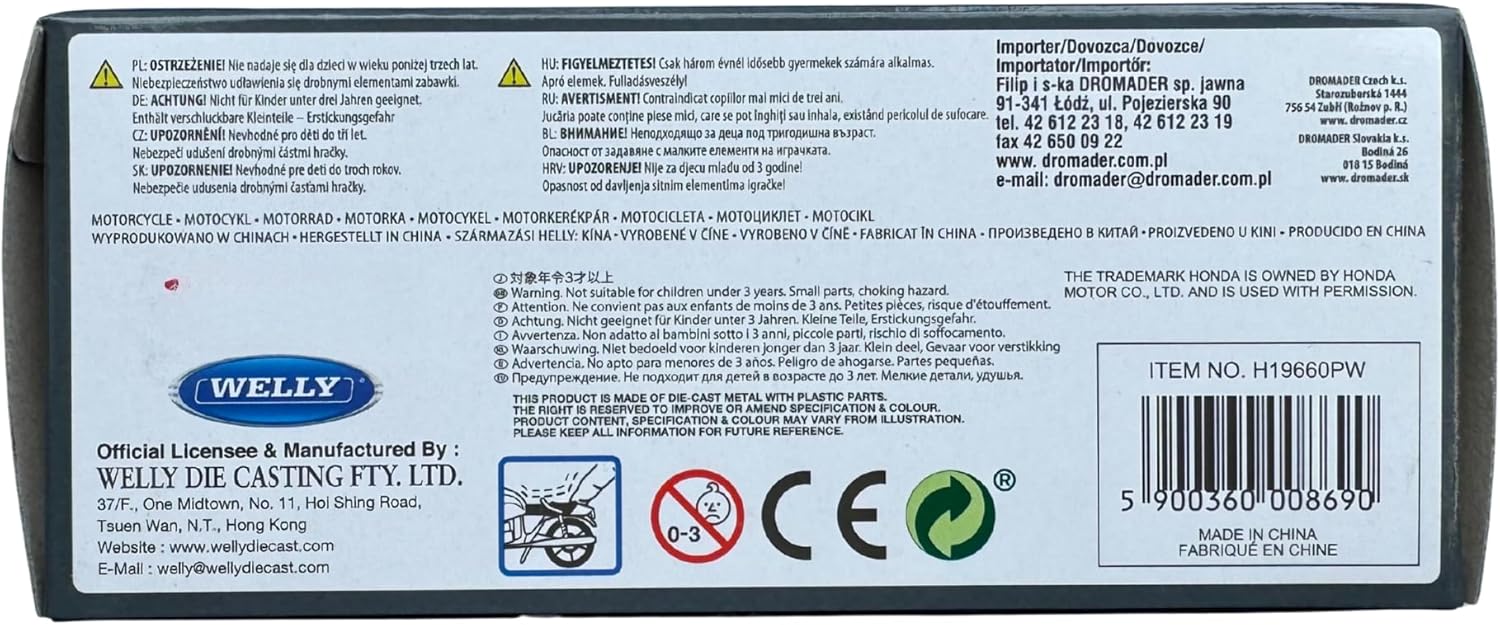 PL: OSTRZEŻENIE! Nie nadaje się dla dzieci w wieku poniżej trzech lat.
Niebezpieczeństwo udławienia się drobnymi elementami zabawki.
DE: ACHTUNG! Nicht für Kinder unter drei Jahren geeignet.
Enthält verschluckbare Kleinteile – Erstickungsgefahr
CZ: UPOZORNĚNÍ! Nevhodné pro děti do tří let.
Nebezpečí udušení drobnými částmi hračky.
SK: UPOZORNENIE! Nevhodné pre deti do troch rokov.
Nebezpečie udusenia drobnými časťami hračky.
HU: FIGYELMEZTETES! Csak három évnél idősebb gyermekek számára alkalmas.
Apró elemek. Fulladásveszély!
RU: AVERTISMENT! Contraindicat copiilor mai mici de trei ani,
Jucăria poate conține piese mici, care se pot înghiți sau inhala, existând pericolul de sufocare.
BL: ВНИМАНИЕ! Неподходящо за деца под тригодишна възраст.
Опасност от задавяне с малките елементи на играчката.
HRV: UPOZORENJE! Nije za djecu mlađu od 3 godine!
Opasnost od davljenja sitnim elementima igračke!
Importer/Dovozca/Dovozce/
Importator/Importőr:
Filip i s-ka DROMADER sp. jawna
91-341 Łódź, ul. Pojezierska 90
tel. 42 612 23 18, 42 612 23 19
fax 42 650 09 22
www. dromader.com.pl
e-mail: dromader@dromader.com.pl
DROMADER Czech k.s.
Starozuberská 1444
756 54 Zubří (Rožnov p. R.)
www. dromader.cz
DROMADER Slovakia k.s.
Bodiná 26
018 15 Bodiná
www. dromader.sk
MOTORCYCLE • MOTOCYKL • MOTORRAD • MOTORKA • MOTOCYKEL • MOTORKERÉKPÁR • MOTOCICLETA • МОТОЦИКЛЕТ • MOTOCIKL
WYPRODUKOWANO W CHINACH • HERGESTELLT IN CHINA • SZÁRMAZÁSI HELLY: KÍNA • VYROBENÉ V ČÍNE • VYROBENO V ČÍNĚ • FABRICAT ÎN CHINA • ПРОИЗВЕДЕНО В КИТАЙ • PROIZVEDENO U KINI • PRODUCIDO EN CHINA
WELLY
Official Licensee & Manufactured By :
WELLY DIE CASTING FTY. LTD.
37/F., One Midtown, No. 11, Hoi Shing Road,
Tsuen Wan, N.T., Hong Kong
Website : www.wellydiecast.com
E-Mail : welly@wellydiecast.com
Ⓙ 対象年令3才以上
GB Warning. Not suitable for children under 3 years. Small parts, choking hazard.
Ⓕ Attention. Ne convient pas aux enfants de moins de 3 ans. Petites pièces, risque d'étouffement.
Ⓓ Achtung. Nicht geeignet für Kinder unter 3 Jahren. Kleine Teile, Erstickungsgefahr.
Ⓘ Avvertenza. Non adatto al bambini sotto i 3 anni, piccole parti, rischio di soffocamento.
Waarschuwing. Niet bedoeld voor kinderen jonger dan 3 jaar. Klein deel, Gevaar voor verstikking
Ⓔ Advertencia. No apto para menores de 3 años. Peligro de ahogarse. Partes pequeñas.
Предупреждение. Не подходит для детей в возрасте до 3 лет. Мелкие детали, удушья.
THIS PRODUCT IS MADE OF DIE-CAST METAL WITH PLASTIC PARTS.
THE RIGHT IS RESERVED TO IMPROVE OR AMEND SPECIFICATION & COLOUR.
PRODUCT CONTENT, SPECIFICATION & COLOUR MAY VARY FROM ILLUSTRATION.
PLEASE KEEP ALL INFORMATION FOR FUTURE REFERENCE.
0-3
CE
®
THE TRADEMARK HONDA IS OWNED BY HONDA
MOTOR CO., LTD. AND IS USED WITH PERMISSION.
ITEM NO. H19660PW
5 900360 008690
MADE IN CHINA
FABRIQUÉ EN CHINE